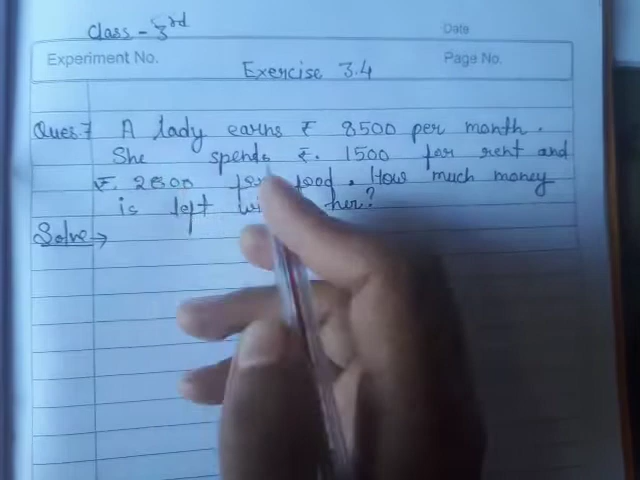 Class - 3rd
Date
Experiment No.
Exercise 3.4
Page No.
Ques.7 A lady earns ₹ 8500 per month.
She spends ₹. 1500 for rent and
₹. for food. How much money
is left her?
Solve →